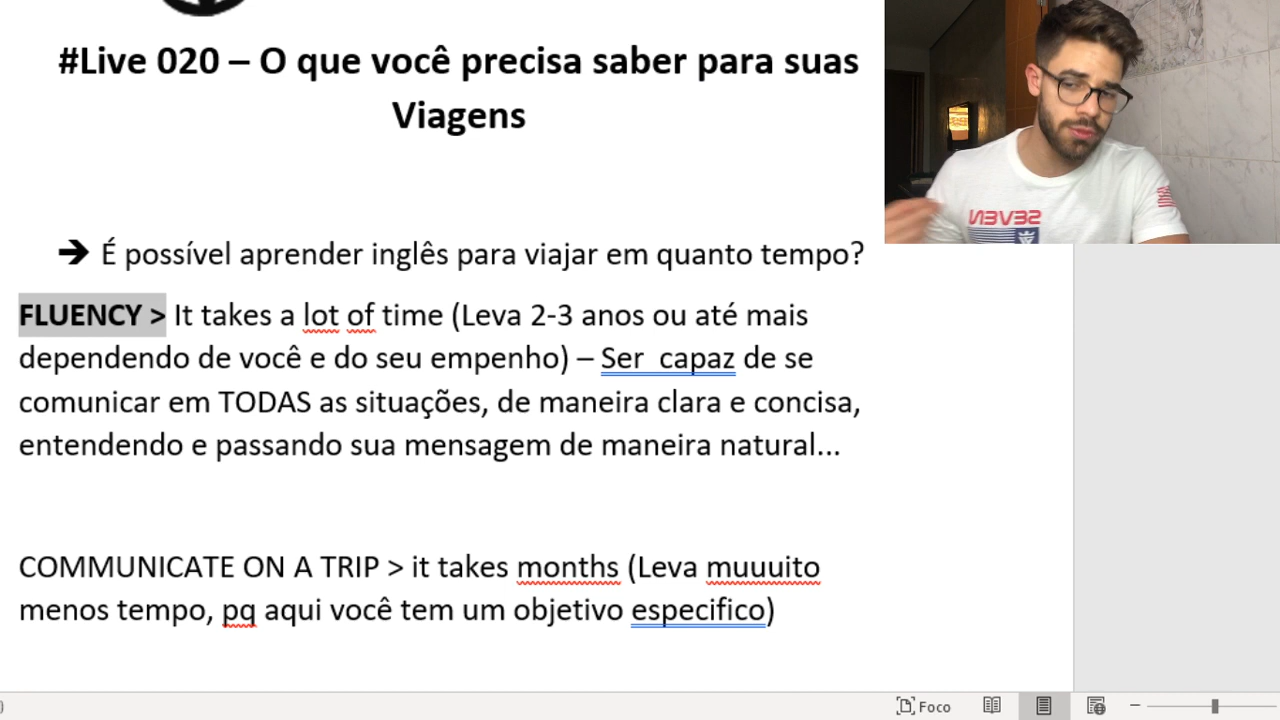 #Live 020 – O que você precisa saber para suas
Viagens
➔ É possível aprender inglês para viajar em quanto tempo?
FLUENCY > It takes a lot of time (Leva 2-3 anos ou até mais
dependendo de você e do seu empenho) – Ser  capaz de se
comunicar em TODAS as situações, de maneira clara e concisa,
entendendo e passando sua mensagem de maneira natural...
COMMUNICATE ON A TRIP > it takes months (Leva muuuito
menos tempo, pq aqui você tem um objetivo especifico)
SEVEN
Foco